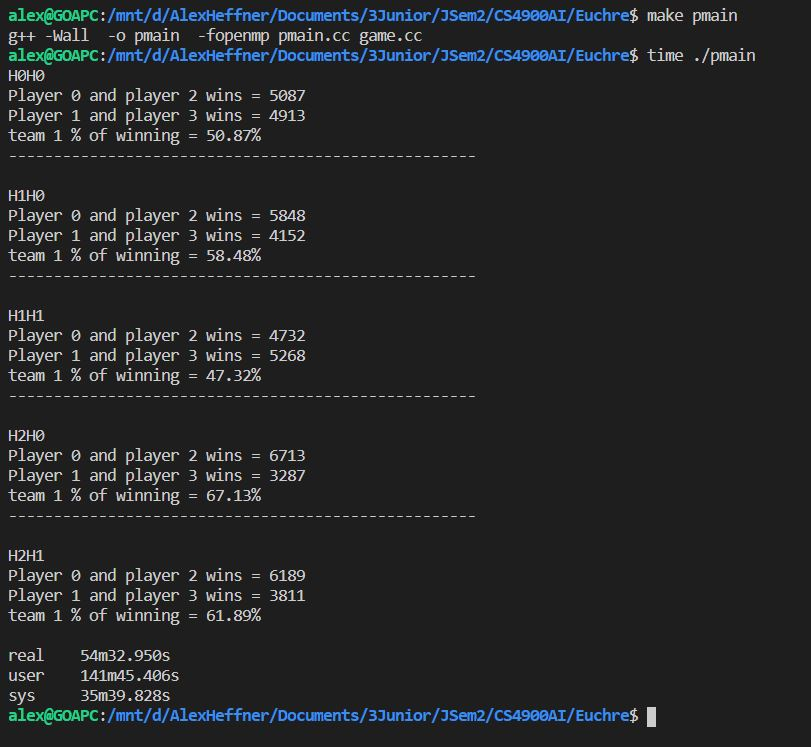 alex@GOAPC:/mnt/d/AlexHeffner/Documents/3Junior/JSem2/CS4900AI/Euchre$ make pmain
g++ -Wall  -o pmain  -fopenmp pmain.cc game.cc
alex@GOAPC:/mnt/d/AlexHeffner/Documents/3Junior/JSem2/CS4900AI/Euchre$ time ./pmain
H0H0
Player 0 and player 2 wins = 5087
Player 1 and player 3 wins = 4913
team 1 % of winning = 50.87%
----------------------------------------------------
H1H0
Player 0 and player 2 wins = 5848
Player 1 and player 3 wins = 4152
team 1 % of winning = 58.48%
----------------------------------------------------
H1H1
Player 0 and player 2 wins = 4732
Player 1 and player 3 wins = 5268
team 1 % of winning = 47.32%
----------------------------------------------------
H2H0
Player 0 and player 2 wins = 6713
Player 1 and player 3 wins = 3287
team 1 % of winning = 67.13%
----------------------------------------------------
H2H1
Player 0 and player 2 wins = 6189
Player 1 and player 3 wins = 3811
team 1 % of winning = 61.89%
real    54m32.950s
user    141m45.406s
sys     35m39.828s
alex@GOAPC:/mnt/d/AlexHeffner/Documents/3Junior/JSem2/CS4900AI/Euchre$